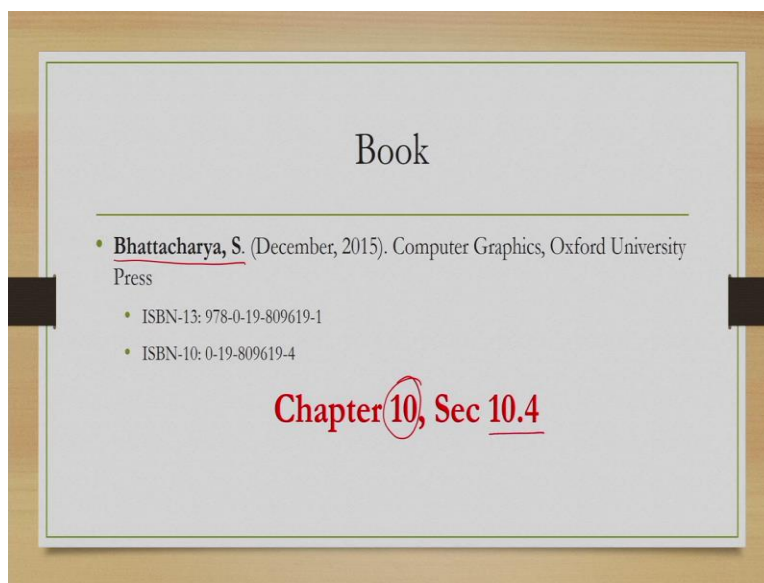 Book
• Bhattacharya, S. (December, 2015). Computer Graphics, Oxford University
Press
• ISBN-13: 978-0-19-809619-1
• ISBN-10: 0-19-809619-4
Chapter 10, Sec 10.4